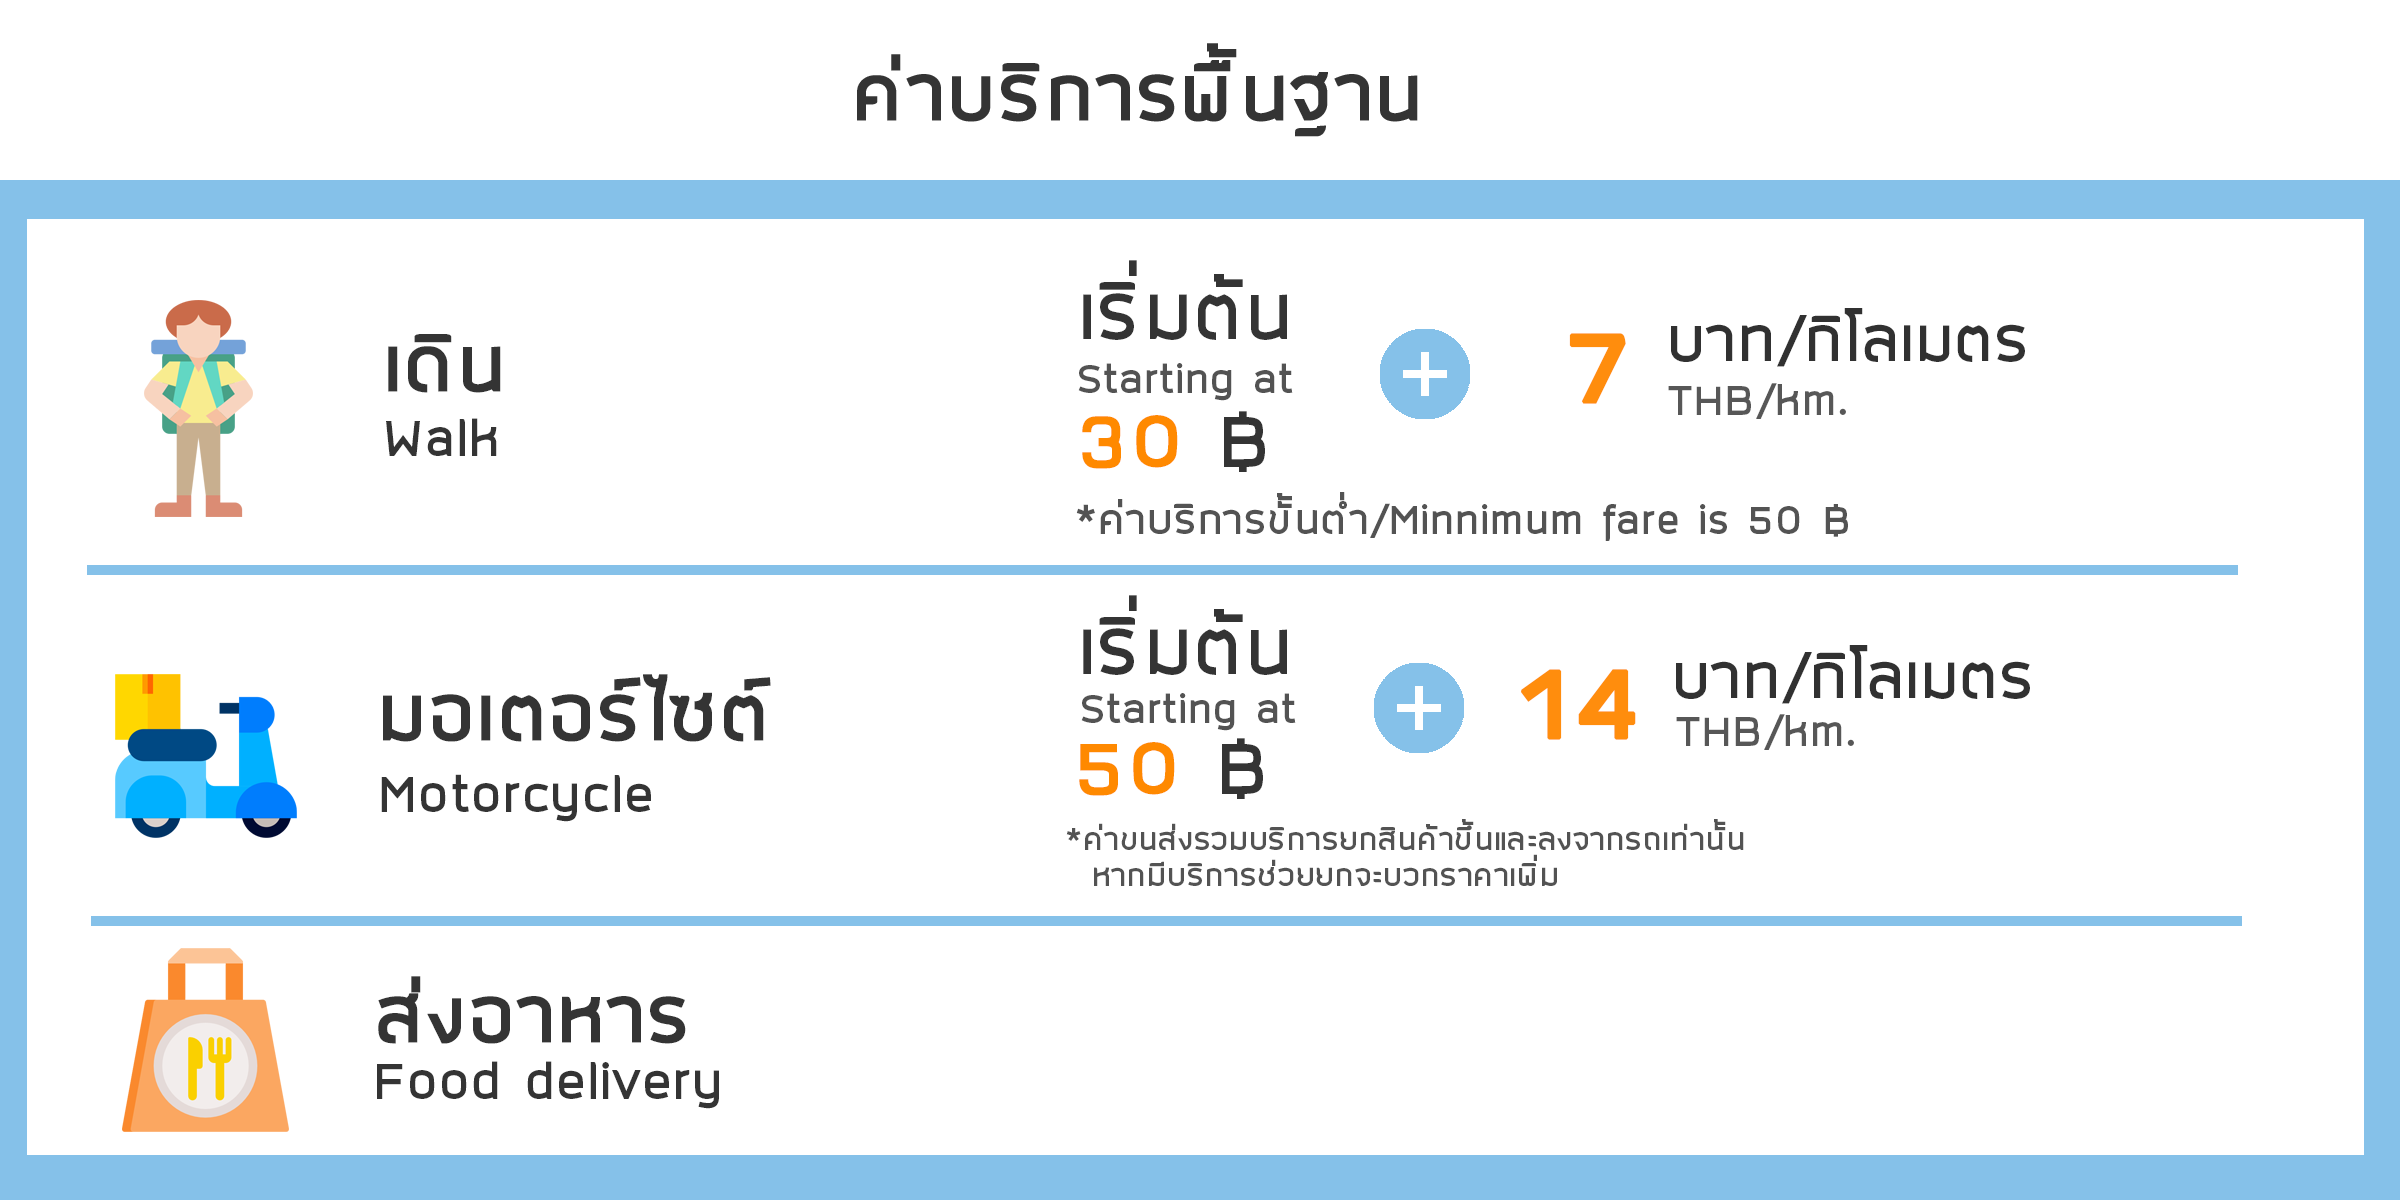 ค่าบริการพื้นฐาน
เดิน
Walk
เริ่มต้น
Starting at
30 ฿
+
7 บาท/กิโลเมตร
THB/km.
*ค่าบริการขั้นต่ำ/Minnimum fare is 50 ฿
มอเตอร์ไซต์
Motorcycle
เริ่มต้น
Starting at
50 ฿
+
14 บาท/กิโลเมตร
THB/km.
*ค่าขนส่งรวมบริการยกสินค้าขึ้นและลงจากรถเท่านั้น
หากมีบริการช่วยยกจะบวกราคาเพิ่ม
ส่งอาหาร
Food delivery